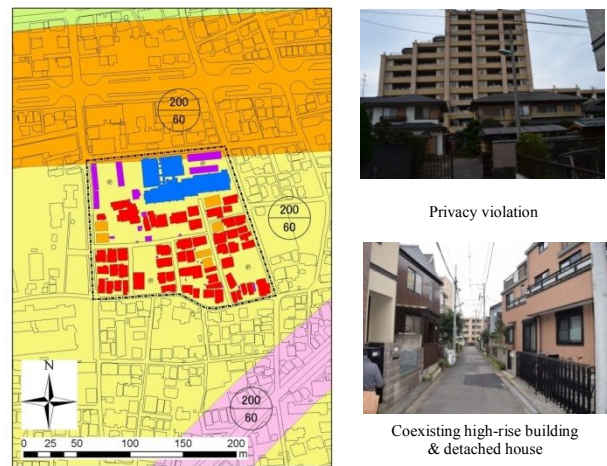 200
60
P
P
200
60
P
P
200
60
N
0 25 50 100 150 200
m
Privacy violation
Coexisting high-rise building
& detached house